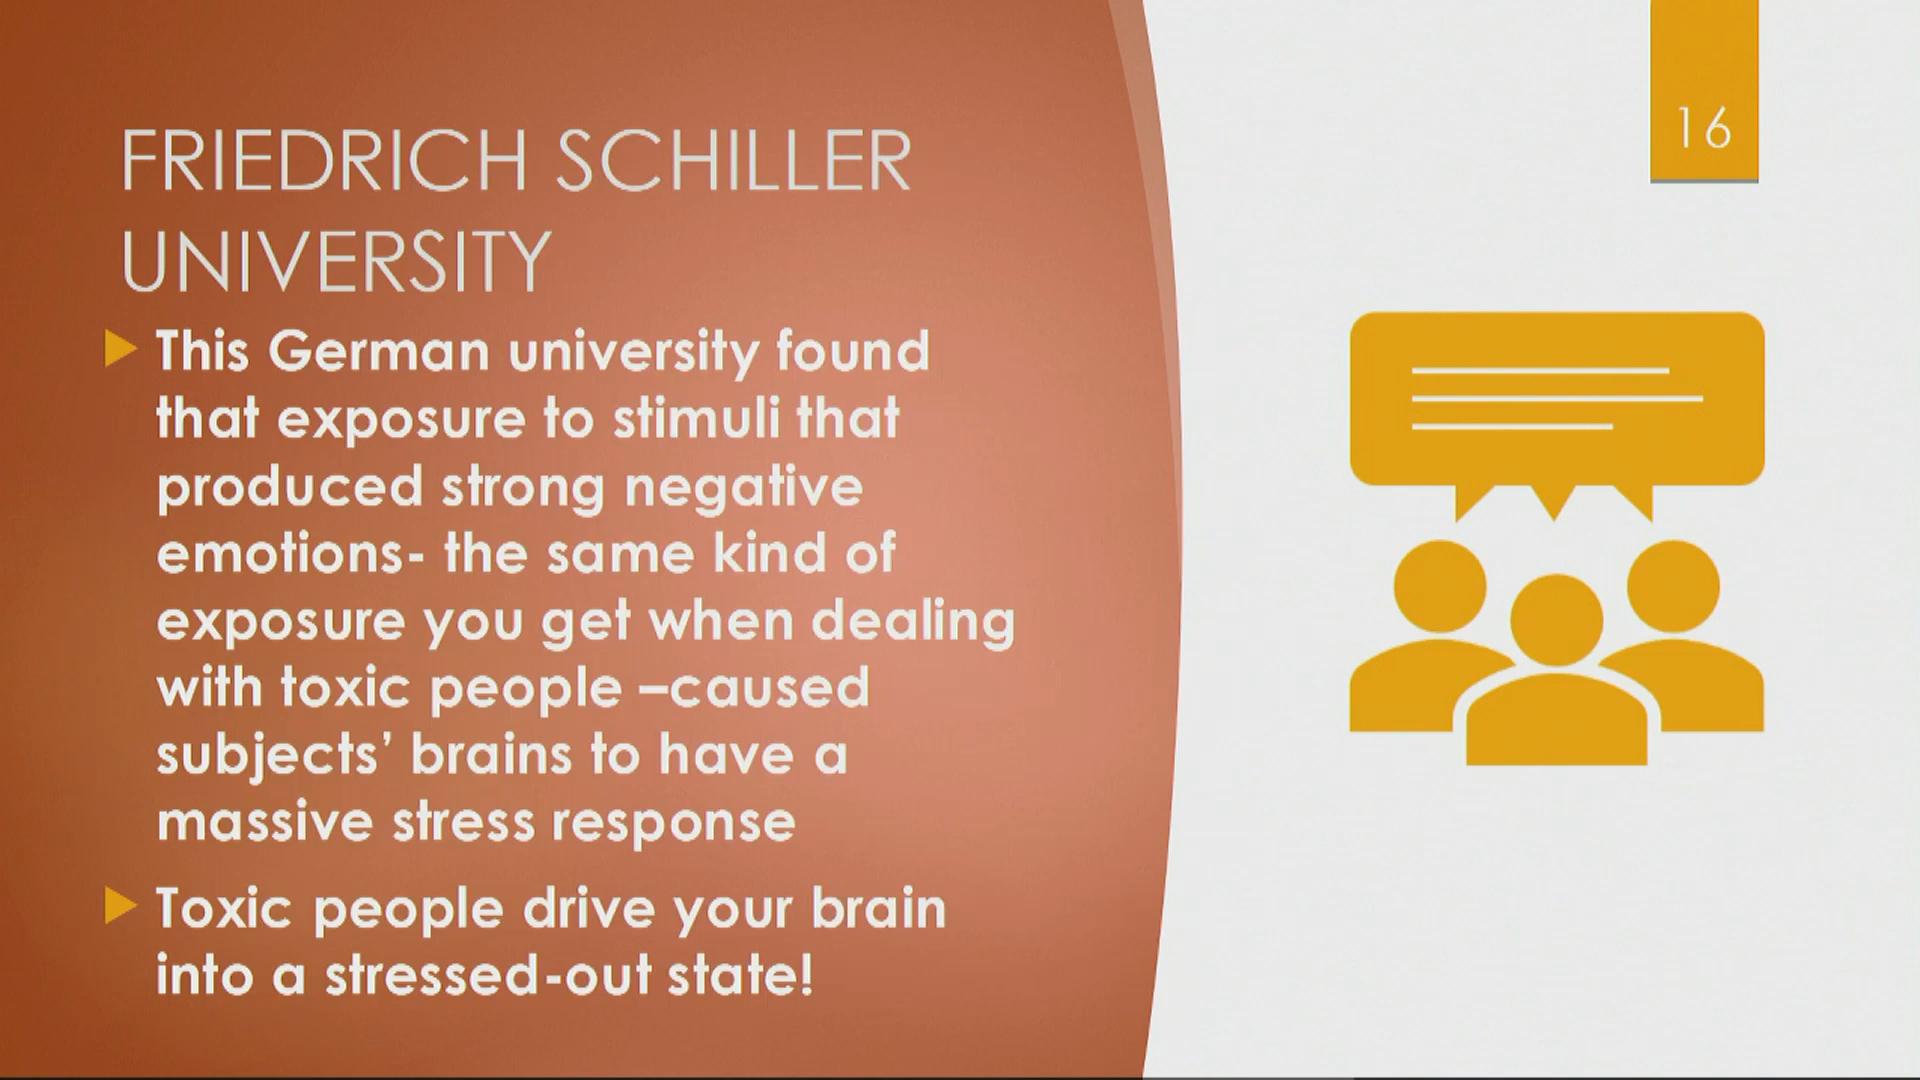 16
FRIEDRICH SCHILLER
UNIVERSITY
This German university found
that exposure to stimuli that
produced strong negative
emotions- the same kind of
exposure you get when dealing
with toxic people –caused
subjects’ brains to have a
massive stress response
Toxic people drive your brain
into a stressed-out state!